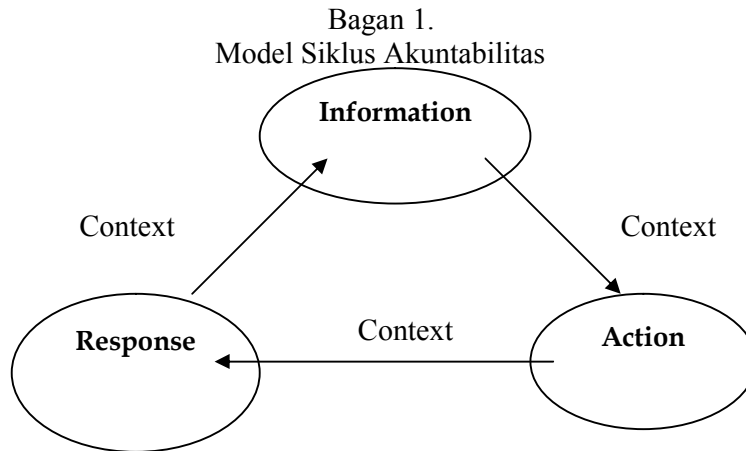 Bagan 1.
Model Siklus Akuntabilitas
Information
Context
Context
Response
Context
Action